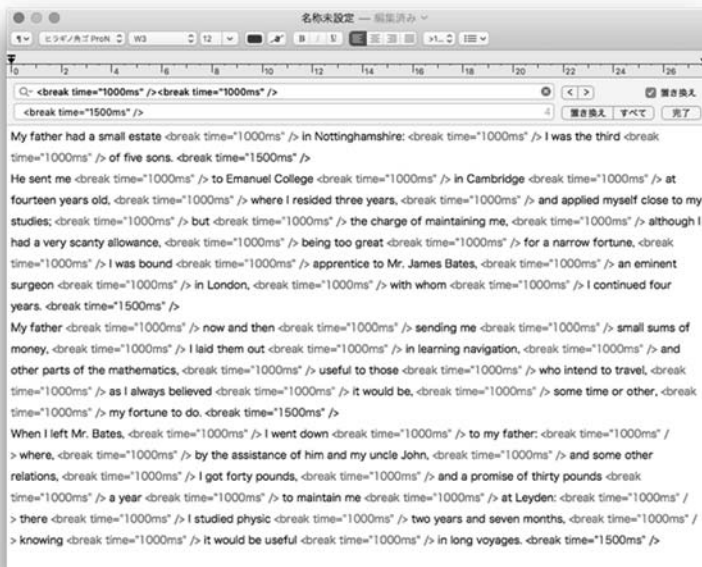 名称未設定 — 編集済み
ヒラギノ角ゴ ProN W3 12 B I U >1...
0 2 4 6 8 10 12 14 16 18 20 22 24 26
<break time="1000ms" /><break time="1000ms" /> < > 置き換え
<break time="1500ms" /> 4 置き換え すべて 完了
My father had a small estate <break time="1000ms" /> in Nottinghamshire: <break time="1000ms" /> I was the third <break
time="1000ms" /> of five sons. <break time="1500ms" />
He sent me <break time="1000ms" /> to Emanuel College <break time="1000ms" /> in Cambridge <break time="1000ms" /> at
fourteen years old, <break time="1000ms" /> where I resided three years, <break time="1000ms" /> and applied myself close to my
studies; <break time="1000ms" /> but <break time="1000ms" /> the charge of maintaining me, <break time="1000ms" /> although I
had a very scanty allowance, <break time="1000ms" /> being too great <break time="1000ms" /> for a narrow fortune, <break
time="1000ms" /> I was bound <break time="1000ms" /> apprentice to Mr. James Bates, <break time="1000ms" /> an eminent
surgeon <break time="1000ms" /> in London, <break time="1000ms" /> with whom <break time="1000ms" /> I continued four
years. <break time="1500ms" />
My father <break time="1000ms" /> now and then <break time="1000ms" /> sending me <break time="1000ms" /> small sums of
money, <break time="1000ms" /> I laid them out <break time="1000ms" /> in learning navigation, <break time="1000ms" /> and
other parts of the mathematics, <break time="1000ms" /> useful to those <break time="1000ms" /> who intend to travel, <break
time="1000ms" /> as I always believed <break time="1000ms" /> it would be, <break time="1000ms" /> some time or other, <break
time="1000ms" /> my fortune to do. <break time="1500ms" />
When I left Mr. Bates, <break time="1000ms" /> I went down <break time="1000ms" /> to my father: <break time="1000ms" /
> where, <break time="1000ms" /> by the assistance of him and my uncle John, <break time="1000ms" /> and some other
relations, <break time="1000ms" /> I got forty pounds, <break time="1000ms" /> and a promise of thirty pounds <break
time="1000ms" /> a year <break time="1000ms" /> to maintain me <break time="1000ms" /> at Leyden: <break time="1000ms" /
> there <break time="1000ms" /> I studied physic <break time="1000ms" /> two years and seven months, <break time="1000ms" /
> knowing <break time="1000ms" /> it would be useful <break time="1000ms" /> in long voyages. <break time="1500ms" />